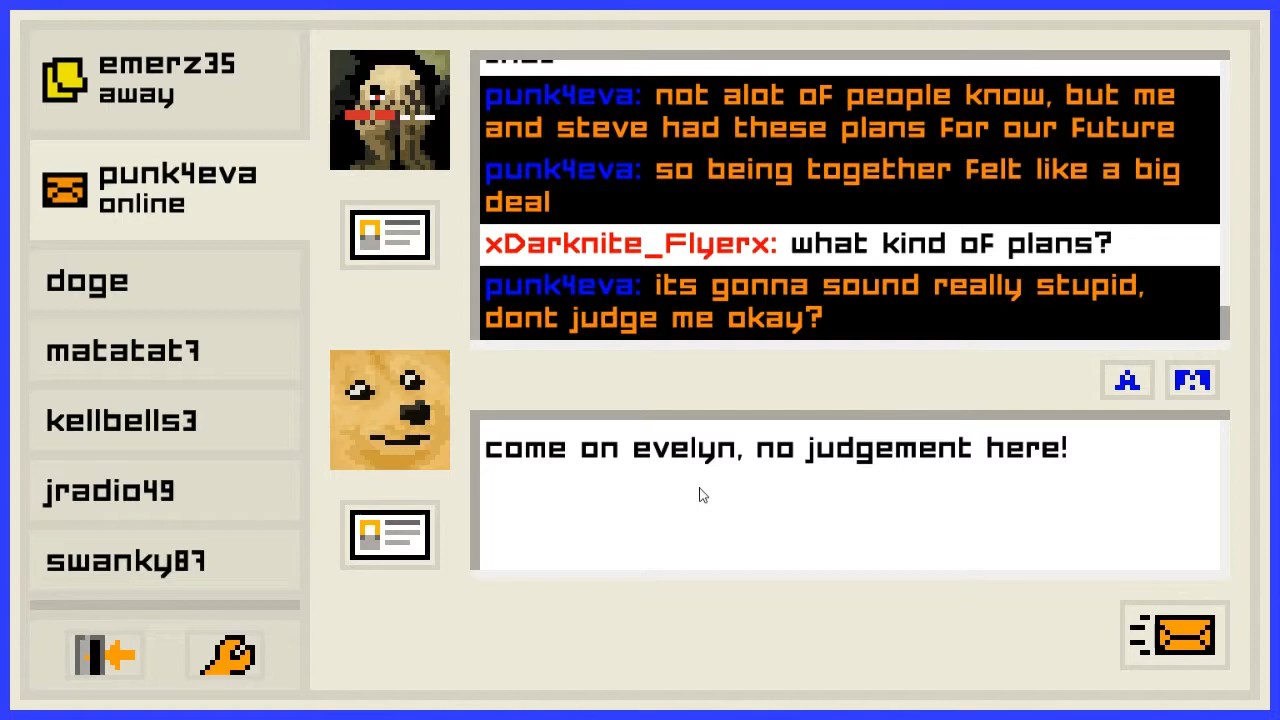 emerz35
away
punk4eva
online
doge
matatat7
kellbells3
jradio49
swanky87
punk4eva: not alot of people know, but me
and steve had these plans for our future
punk4eva: so being together felt like a big
deal
xDarknite_Flyerx: what kind of plans?
punk4eva: its gonna sound really stupid,
dont judge me okay?
A
come on evelyn, no judgement here!